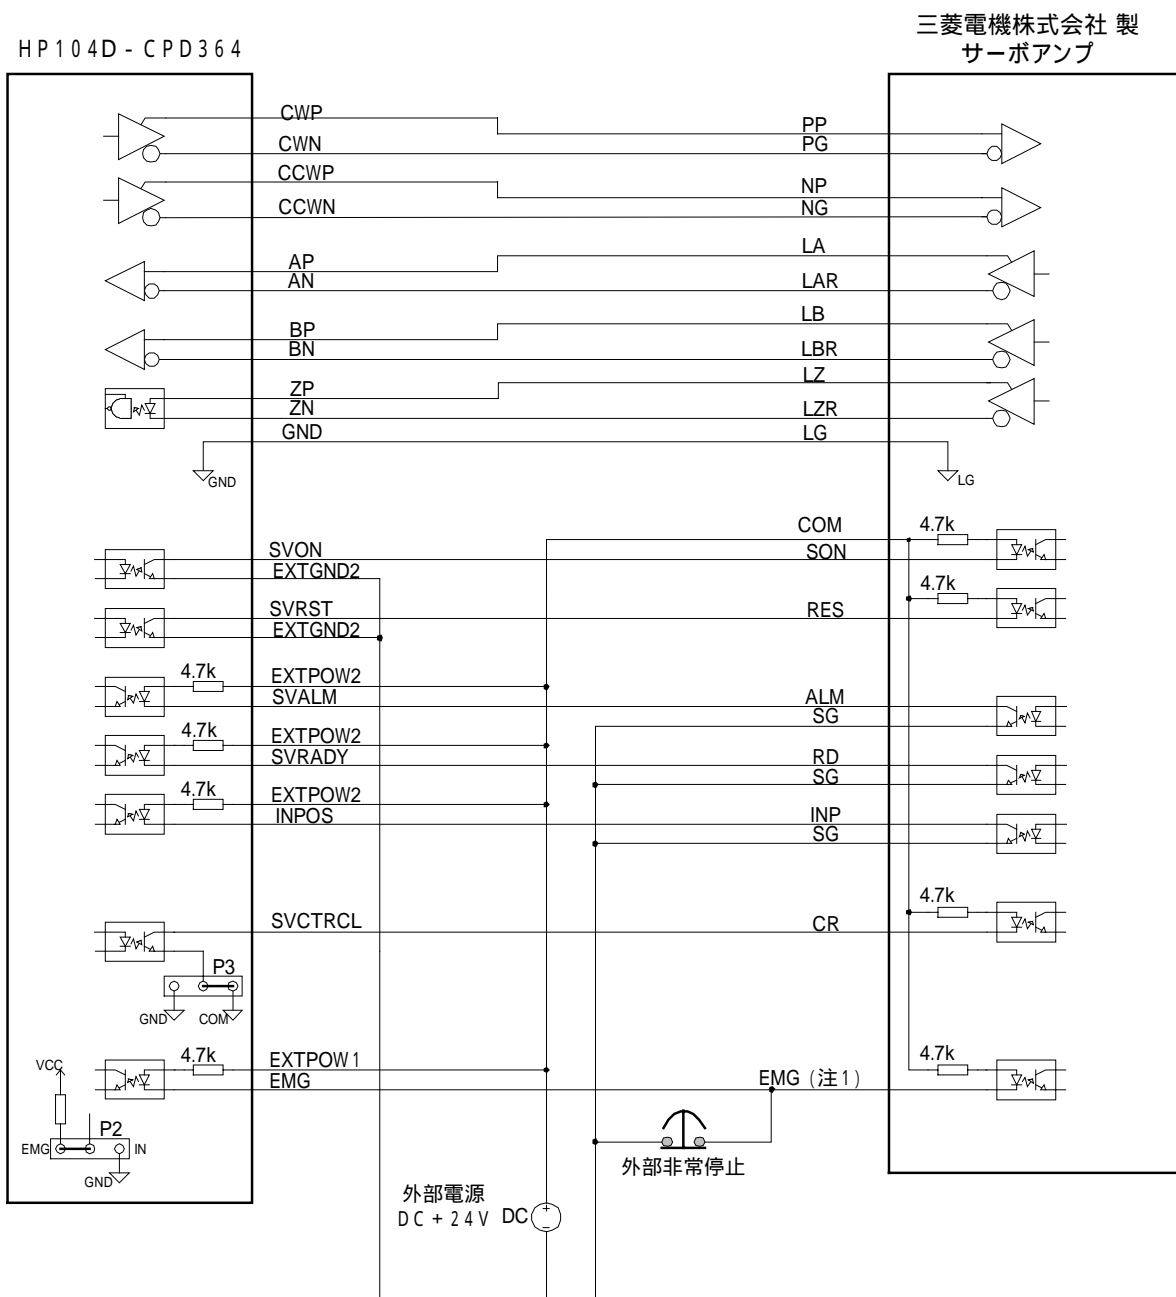 三菱電機株式会社 製
サーボアンプ
HP104D-CPD364
CWP
PP
CWN
PG
CCWP
NP
CCWN
NG
LA
AP
AN
LAR
LB
BP
BN
LBR
LZ
ZP
ZN
LZR
GND
LG
GND
LG
COM
4.7k
SVON
SON
EXTGND2
4.7k
SVRST
RES
EXTGND2
4.7k
EXTPOW2
SVALM
ALM
SG
4.7k
EXTPOW2
SVRADY
RD
SG
4.7k
EXTPOW2
INPOS
INP
SG
4.7k
SVCTRCL
CR
P3
GND
COM
VCC
4.7k
EXTPOW1
4.7k
EMG
EMG (注1)
P2
EMG
IN
GND
外部非常停止
外部電源
DC+24V
DC
+
-